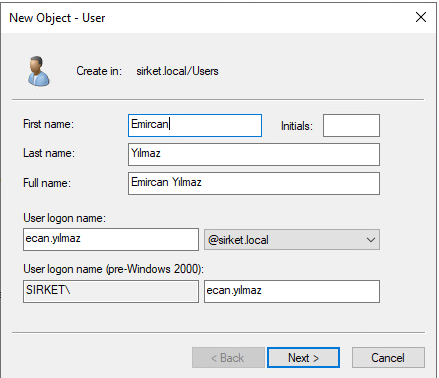 New Object - User
Create in: sirket.local/Users
First name: Emircan Initials:
Last name: Yılmaz
Full name: Emircan Yılmaz
User logon name:
ecan.yılmaz @sirket.local
User logon name (pre-Windows 2000):
SIRKET\ ecan.yılmaz
< Back Next > Cancel